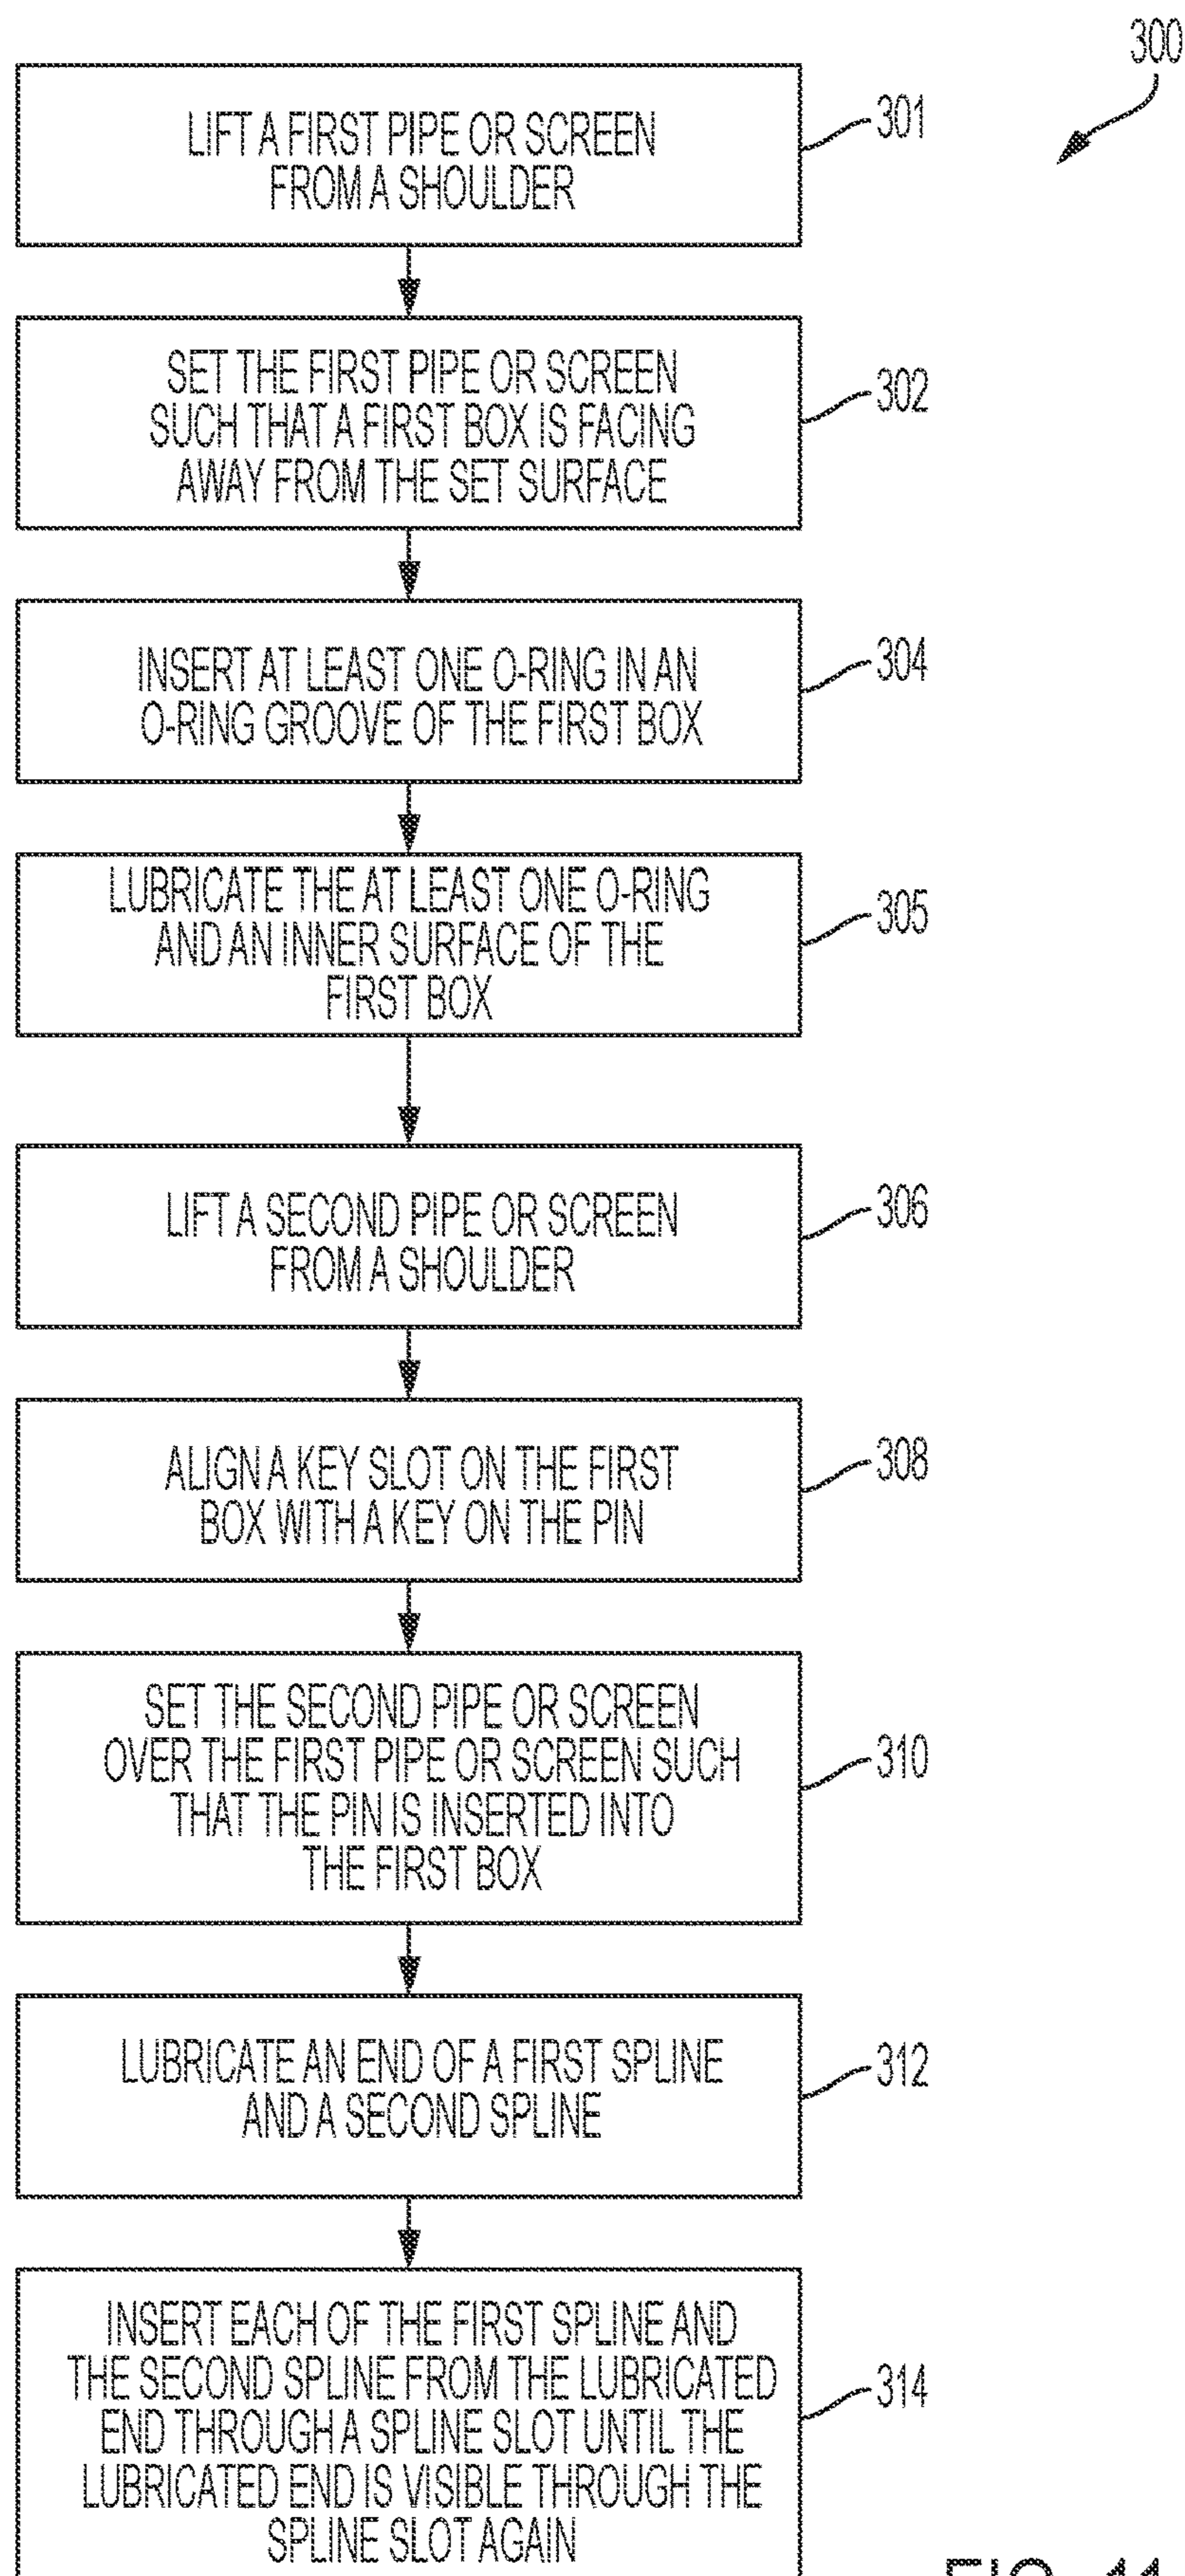 300
LIFT A FIRST PIPE OR SCREEN
FROM A SHOULDER
301
SET THE FIRST PIPE OR SCREEN
SUCH THAT A FIRST BOX IS FACING
AWAY FROM THE SET SURFACE
302
INSERT AT LEAST ONE O-RING IN AN
O-RING GROOVE OF THE FIRST BOX
304
LUBRICATE THE AT LEAST ONE O-RING
AND AN INNER SURFACE OF THE
FIRST BOX
305
LIFT A SECOND PIPE OR SCREEN
FROM A SHOULDER
306
ALIGN A KEY SLOT ON THE FIRST
BOX WITH A KEY ON THE PIN
308
SET THE SECOND PIPE OR SCREEN
OVER THE FIRST PIPE OR SCREEN SUCH
THAT THE PIN IS INSERTED INTO
THE FIRST BOX
310
LUBRICATE AN END OF A FIRST SPLINE
AND A SECOND SPLINE
312
INSERT EACH OF THE FIRST SPLINE AND
THE SECOND SPLINE FROM THE LUBRICATED
END THROUGH A SPLINE SLOT UNTIL THE
LUBRICATED END IS VISIBLE THROUGH THE
SPLINE SLOT AGAIN
314
FIG. 11